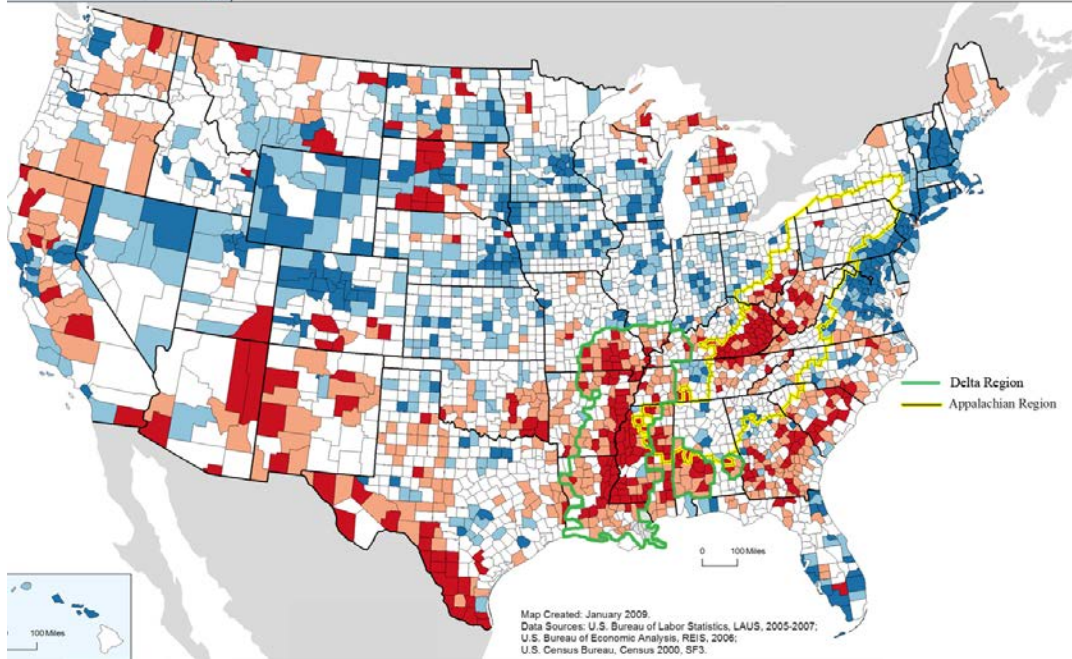 Delta Region
Appalachian Region
0 100 Miles
Map Created: January 2009.
Data Sources: U.S. Bureau of Labor Statistics, LAUS, 2005-2007;
U.S. Bureau of Economic Analysis, REIS, 2006;
U.S. Census Bureau, Census 2000, SF3.
100 Miles